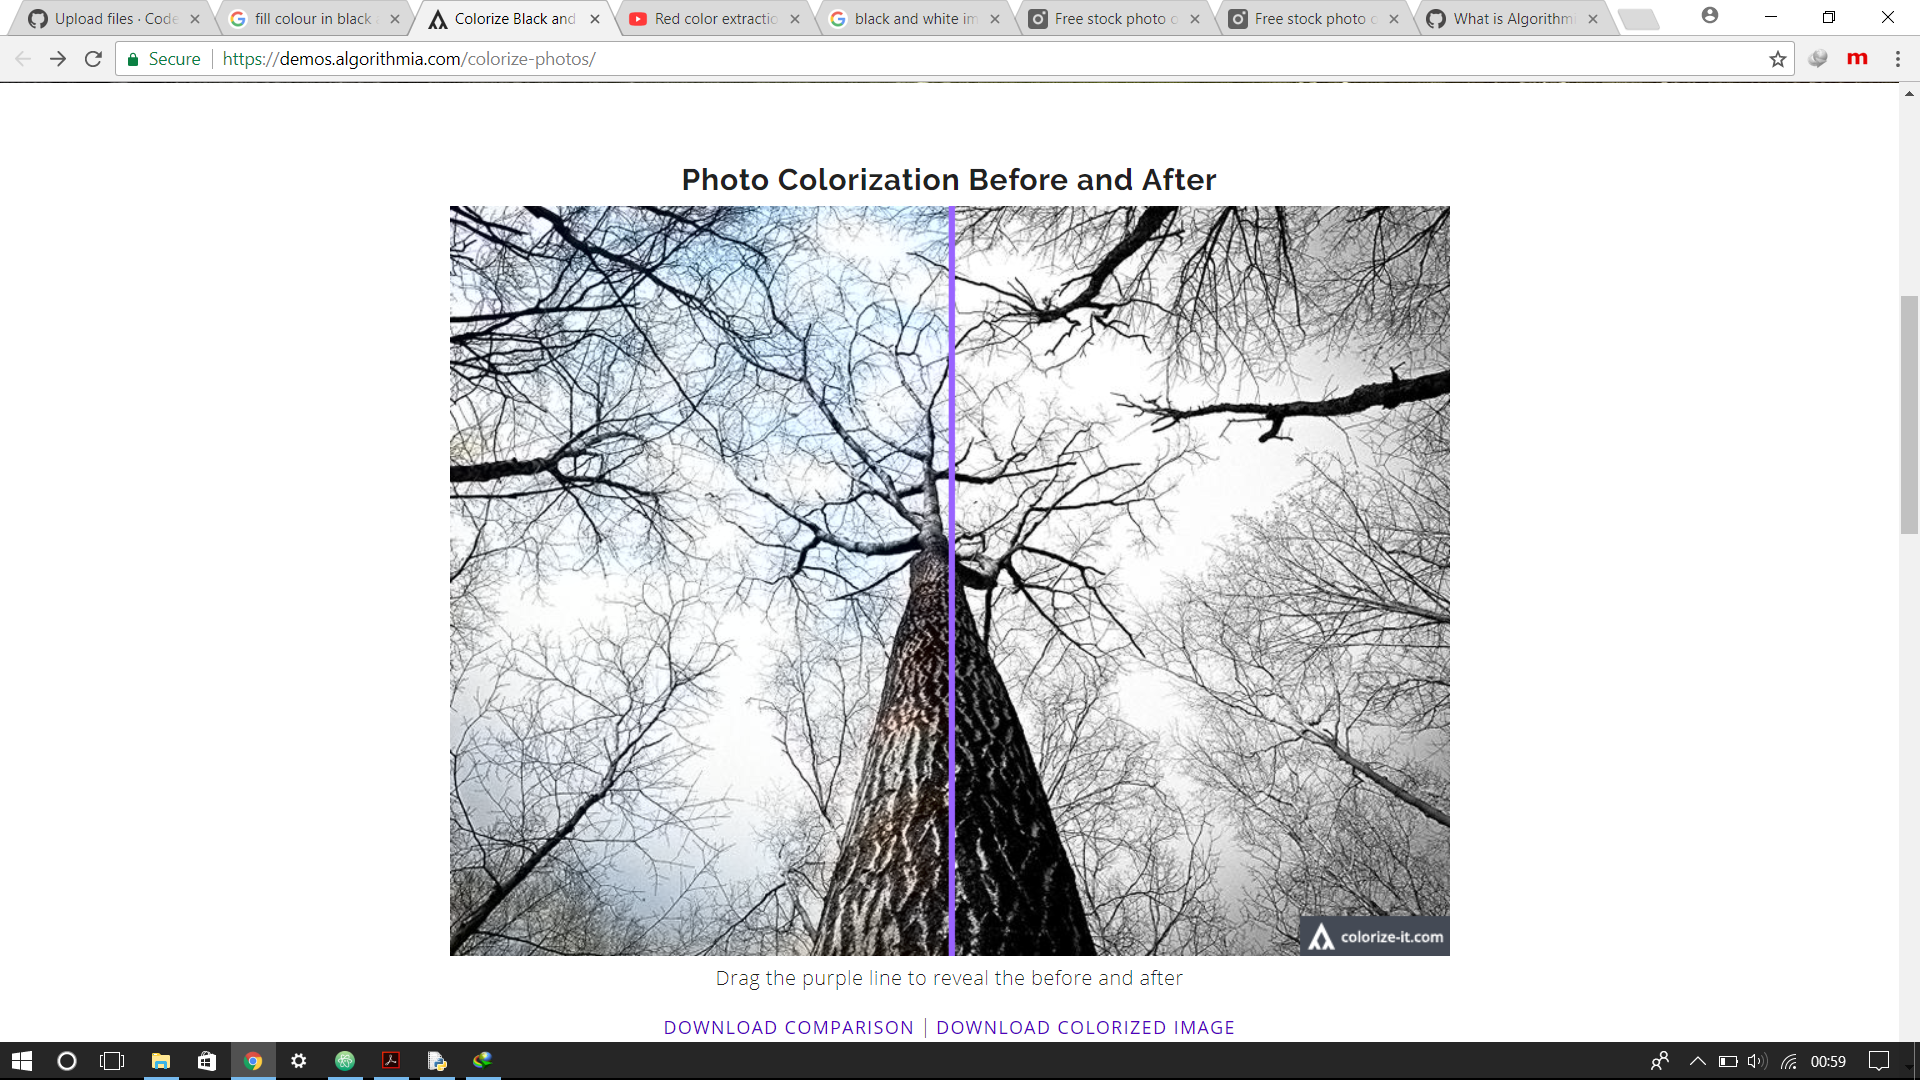 Upload files · Code
fill colour in black
Colorize Black and
Red color extractio
black and white im
Free stock photo o
Free stock photo o
What is Algorithmi
Secure
https://demos.algorithmia.com/colorize-photos/
m
Photo Colorization Before and After
colorize-it.com
Drag the purple line to reveal the before and after
DOWNLOAD COMPARISON | DOWNLOAD COLORIZED IMAGE
00:59